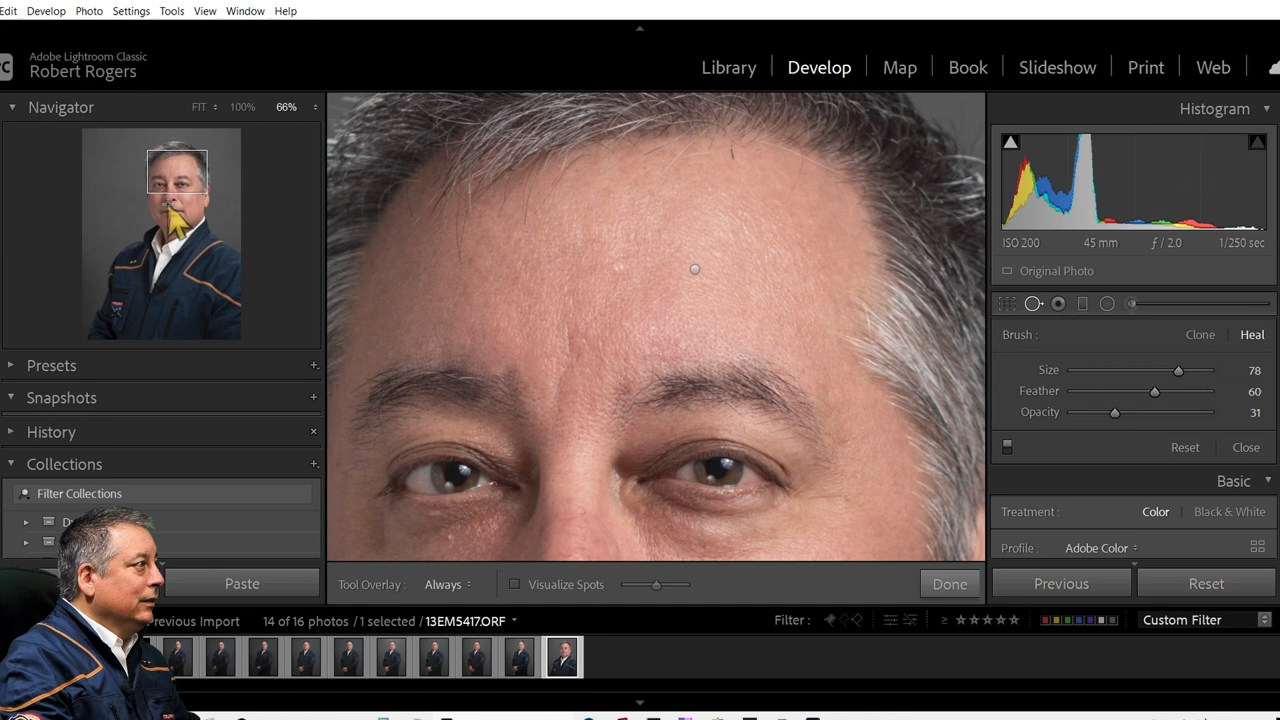 Edit Develop Photo Settings Tools View Window Help
Adobe Lightroom Classic
Robert Rogers
Library Develop Map Book Slideshow Print Web
Navigator FIT 100% 66%
Histogram
ISO 200 45 mm ƒ / 2.0 1/250 sec
Original Photo
Brush : Clone Heal
Size 78
Feather 60
Opacity 31
Reset Close
Presets
Snapshots
History
Collections
Filter Collections
Basic
Treatment : Color Black & White
Profile : Adobe Color
Paste
Tool Overlay : Always Visualize Spots Done
Previous Reset
revious Import 14 of 16 photos / 1 selected / 13EM5417.ORF
Filter : Custom Filter